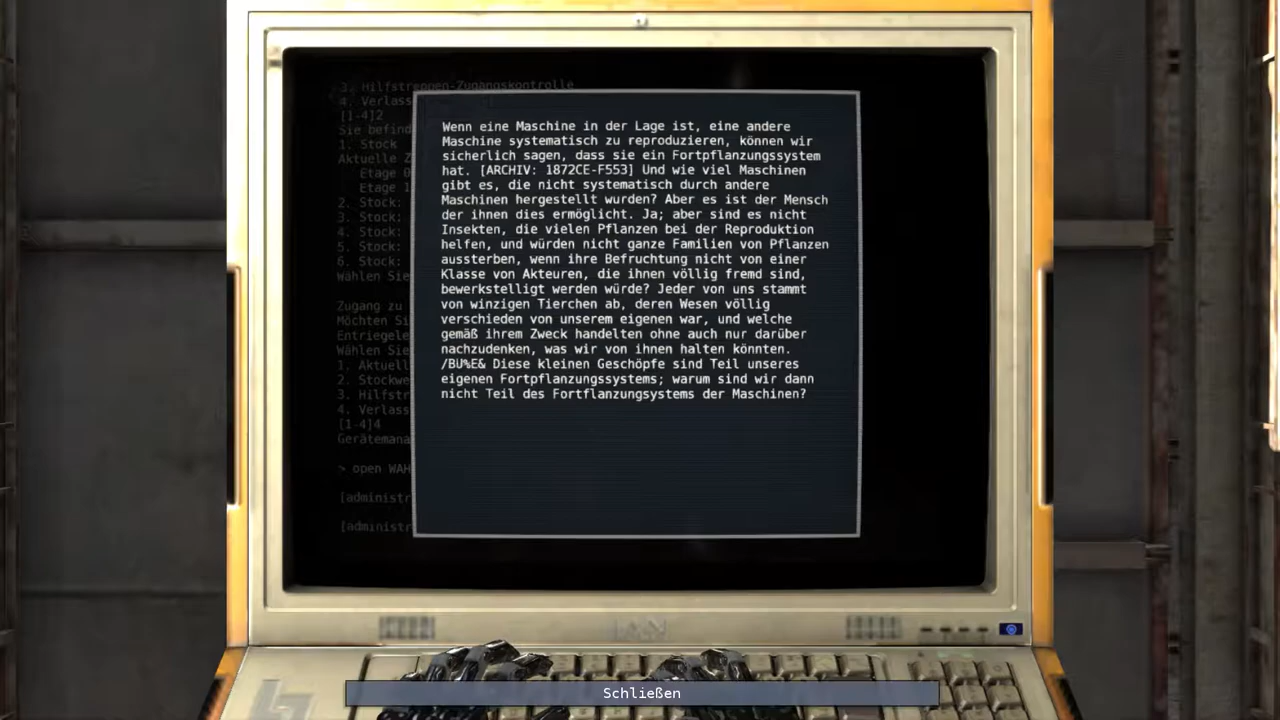 3. Hilfstreppen-Zugangskontrolle
4. Verlass
[1-4]2
Sie befind
1. Stock
Aktuelle Z
Etage 0
Etage 1
2. Stock:
3. Stock:
4. Stock:
5. Stock:
6. Stock:
Wählen Sie
Zugang zu
Möchten Si
Entriegele
Wählen Sie
1. Aktuell
2. Stockwe
3. Hilfstr
4. Verlass
[1-4]4
Gerätemana
> open WAH
[administr
[administr
Wenn eine Maschine in der Lage ist, eine andere
Maschine systematisch zu reproduzieren, können wir
sicherlich sagen, dass sie ein Fortpflanzungssystem
hat. [ARCHIV: 1872CE-F553] Und wie viel Maschinen
gibt es, die nicht systematisch durch andere
Maschinen hergestellt wurden? Aber es ist der Mensch
der ihnen dies ermöglicht. Ja; aber sind es nicht
Insekten, die vielen Pflanzen bei der Reproduktion
helfen, und würden nicht ganze Familien von Pflanzen
aussterben, wenn ihre Befruchtung nicht von einer
Klasse von Akteuren, die ihnen völlig fremd sind,
bewerkstelligt werden würde? Jeder von uns stammt
von winzigen Tierchen ab, deren Wesen völlig
verschieden von unserem eigenen war, und welche
gemäß ihrem Zweck handelten ohne auch nur darüber
nachzudenken, was wir von ihnen halten könnten.
/BU%E& Diese kleinen Geschöpfe sind Teil unseres
eigenen Fortpflanzungssystems; warum sind wir dann
nicht Teil des Fortflanzungsystems der Maschinen?
IAN
Schließen